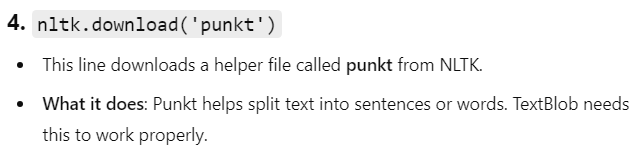 4. nltk.download('punkt')
• This line downloads a helper file called punkt from NLTK.
• What it does: Punkt helps split text into sentences or words. TextBlob needs
this to work properly.